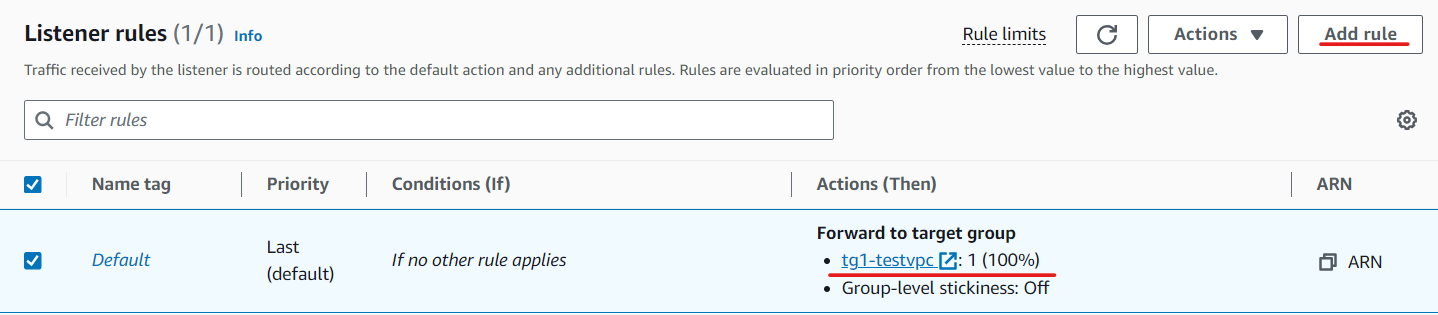 Listener rules (1/1) Info
Rule limits
Actions
Add rule
Traffic received by the listener is routed according to the default action and any additional rules. Rules are evaluated in priority order from the lowest value to the highest value.
Filter rules
Name tag
Priority
Conditions (If)
Actions (Then)
ARN
Default
Last
(default)
If no other rule applies
Forward to target group
• tg1-testvpc : 1 (100%)
• Group-level stickiness: Off
ARN